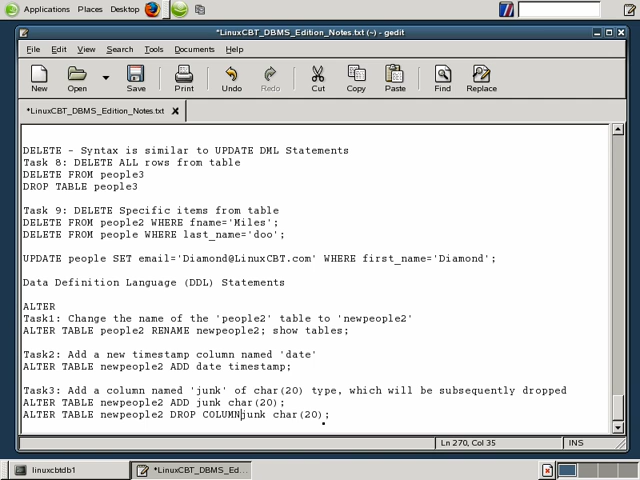 Applications Places Desktop
*LinuxCBT_DBMS_Edition_Notes.txt (~) - gedit
File Edit View Search Tools Documents Help
New Open Save Print Undo Redo Cut Copy Paste Find Replace
*LinuxCBT_DBMS_Edition_Notes.txt
DELETE - Syntax is similar to UPDATE DML Statements
Task 8: DELETE ALL rows from table
DELETE FROM people3
DROP TABLE people3
Task 9: DELETE Specific items from table
DELETE FROM people2 WHERE fname='Miles';
DELETE FROM people WHERE last_name='doo';
UPDATE people SET email='Diamond@LinuxCBT.com' WHERE first_name='Diamond';
Data Definition Language (DDL) Statements
ALTER
Task1: Change the name of the 'people2' table to 'newpeople2'
ALTER TABLE people2 RENAME newpeople2; show tables;
Task2: Add a new timestamp column named 'date'
ALTER TABLE newpeople2 ADD date timestamp;
Task3: Add a column named 'junk' of char(20) type, which will be subsequently dropped
ALTER TABLE newpeople2 ADD junk char(20);
ALTER TABLE newpeople2 DROP COLUMNjunk char(20);
Ln 270, Col 35 INS
linuxcbtdb1 *LinuxCBT_DBMS_Ed...